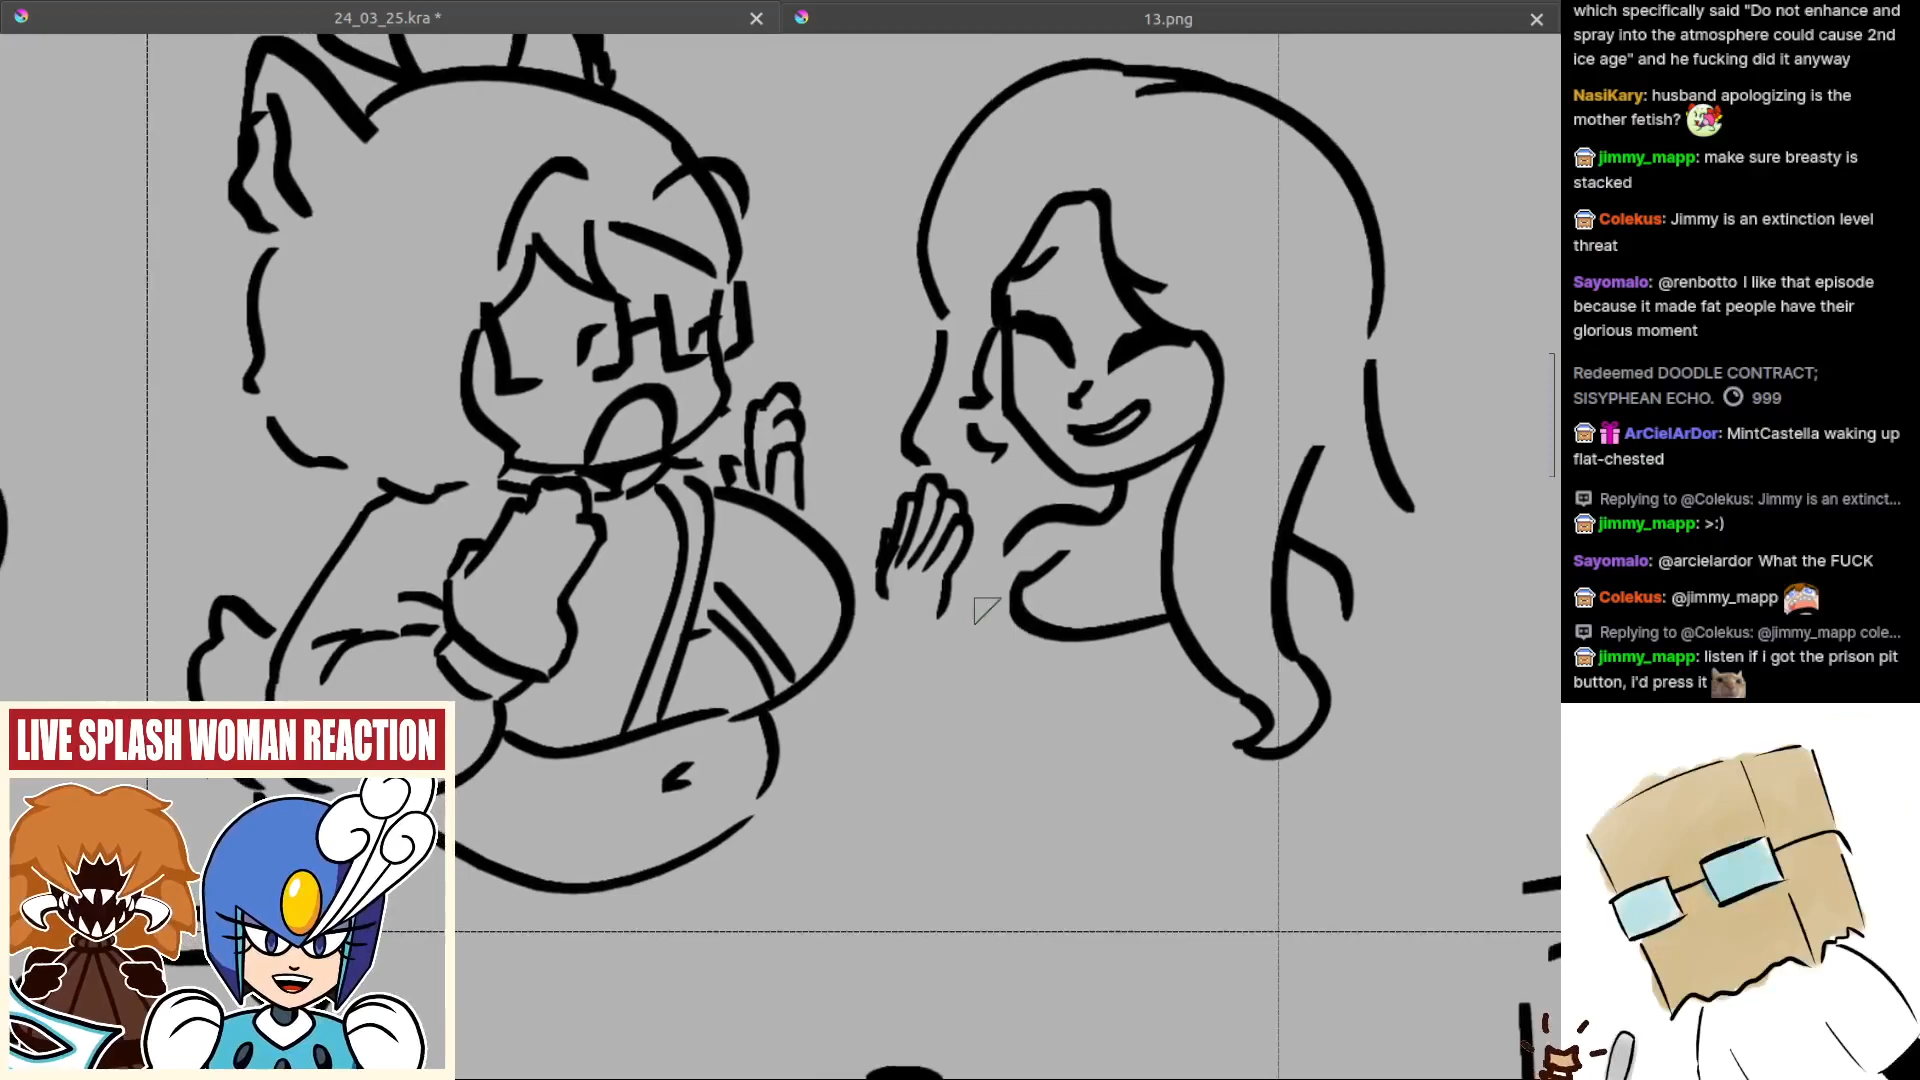 24_03_25.kra *
13.png
which specifically said "Do not enhance and
spray into the atmosphere could cause 2nd
ice age" and he fucking did it anyway
NasiKary: husband apologizing is the
mother fetish?
jimmy_mapp: make sure breasty is
stacked
Colekus: Jimmy is an extinction level
threat
Sayomalo: @renbotto I like that episode
because it made fat people have their
glorious moment
Redeemed DOODLE CONTRACT;
SISYPHEAN ECHO. 999
ArCielArDor: MintCastella waking up
flat-chested
Replying to @Colekus: Jimmy is an extinct...
jimmy_mapp: >:)
Sayomalo: @arcielardor What the FUCK
Colekus: @jimmy_mapp
Replying to @Colekus: @jimmy_mapp cole...
jimmy_mapp: listen if i got the prison pit
button, i'd press it
LIVE SPLASH WOMAN REACTION